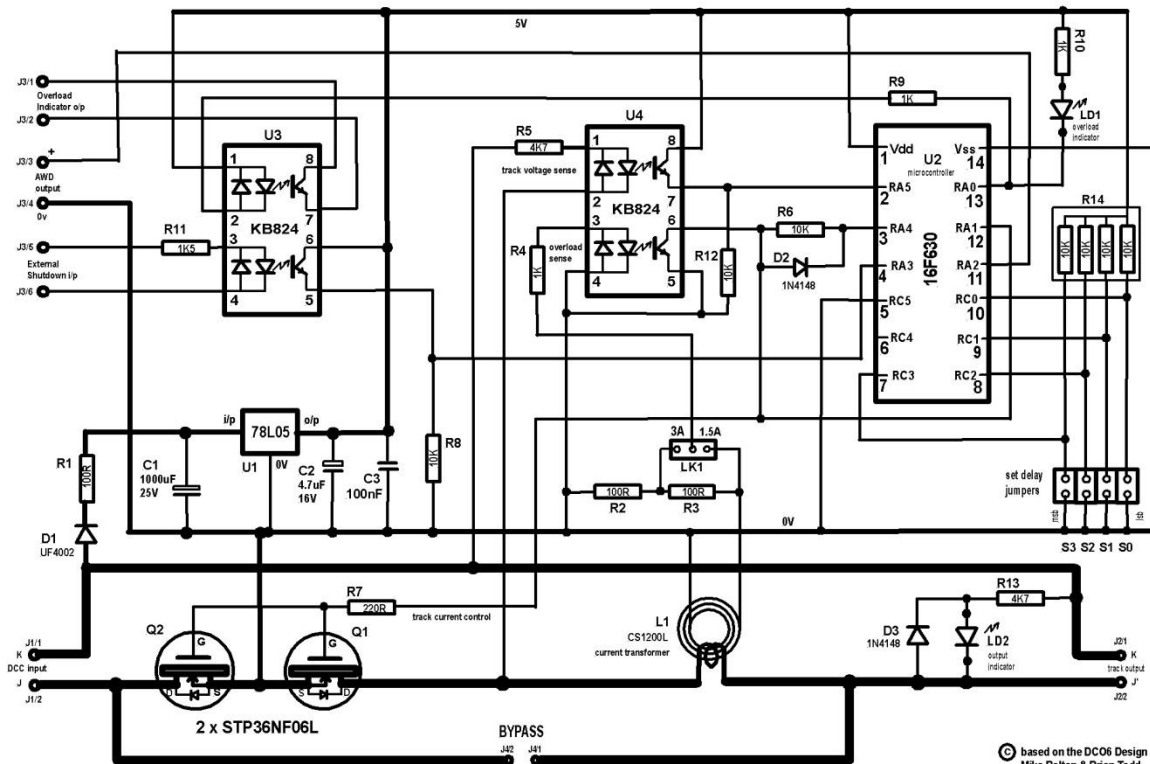 5V
J3/1
Overload
Indicator o/p
J3/2
J3/3
+
AWD
output
J3/4
0v
J3/5
External
Shutdown i/p
J3/6
U3
1
2
3
4
8
7
6
5
KB824
R11
1K5
R5
4K7
track voltage sense
U4
1
2
3
4
8
7
6
5
KB824
R4
1K
overload
sense
R9
1K
R12
10K
R6
10K
D2
1N4148
U2
microcontroller
16F630
Vdd
1
RA5
2
RA4
3
RA3
4
RC5
5
RC4
6
RC3
7
Vss
14
RA0
13
RA1
12
RA2
11
RC0
10
RC1
9
RC2
8
R10
1K
LD1
overload
indicator
R14
10K
10K
10K
10K
R1
100R
D1
UF4002
C1
1000uF
25V
i/p
78L05
o/p
U1
0V
C2
4.7uF
16V
C3
100nF
R8
10K
3A
1.5A
LK1
100R
100R
R2
R3
0V
set delay
jumpers
msb
lsb
S3
S2
S1
S0
R7
220R
track current control
Q2
Q1
G
G
D
S
S
D
2 x STP36NF06L
L1
CS1200L
current transformer
R13
4K7
D3
1N4148
LD2
output
indicator
J1/1
K
DCC input
J
J1/2
J2/1
K
track output
J'
J2/2
BYPASS
J4/2
J4/1
© based on the DCO6 Design